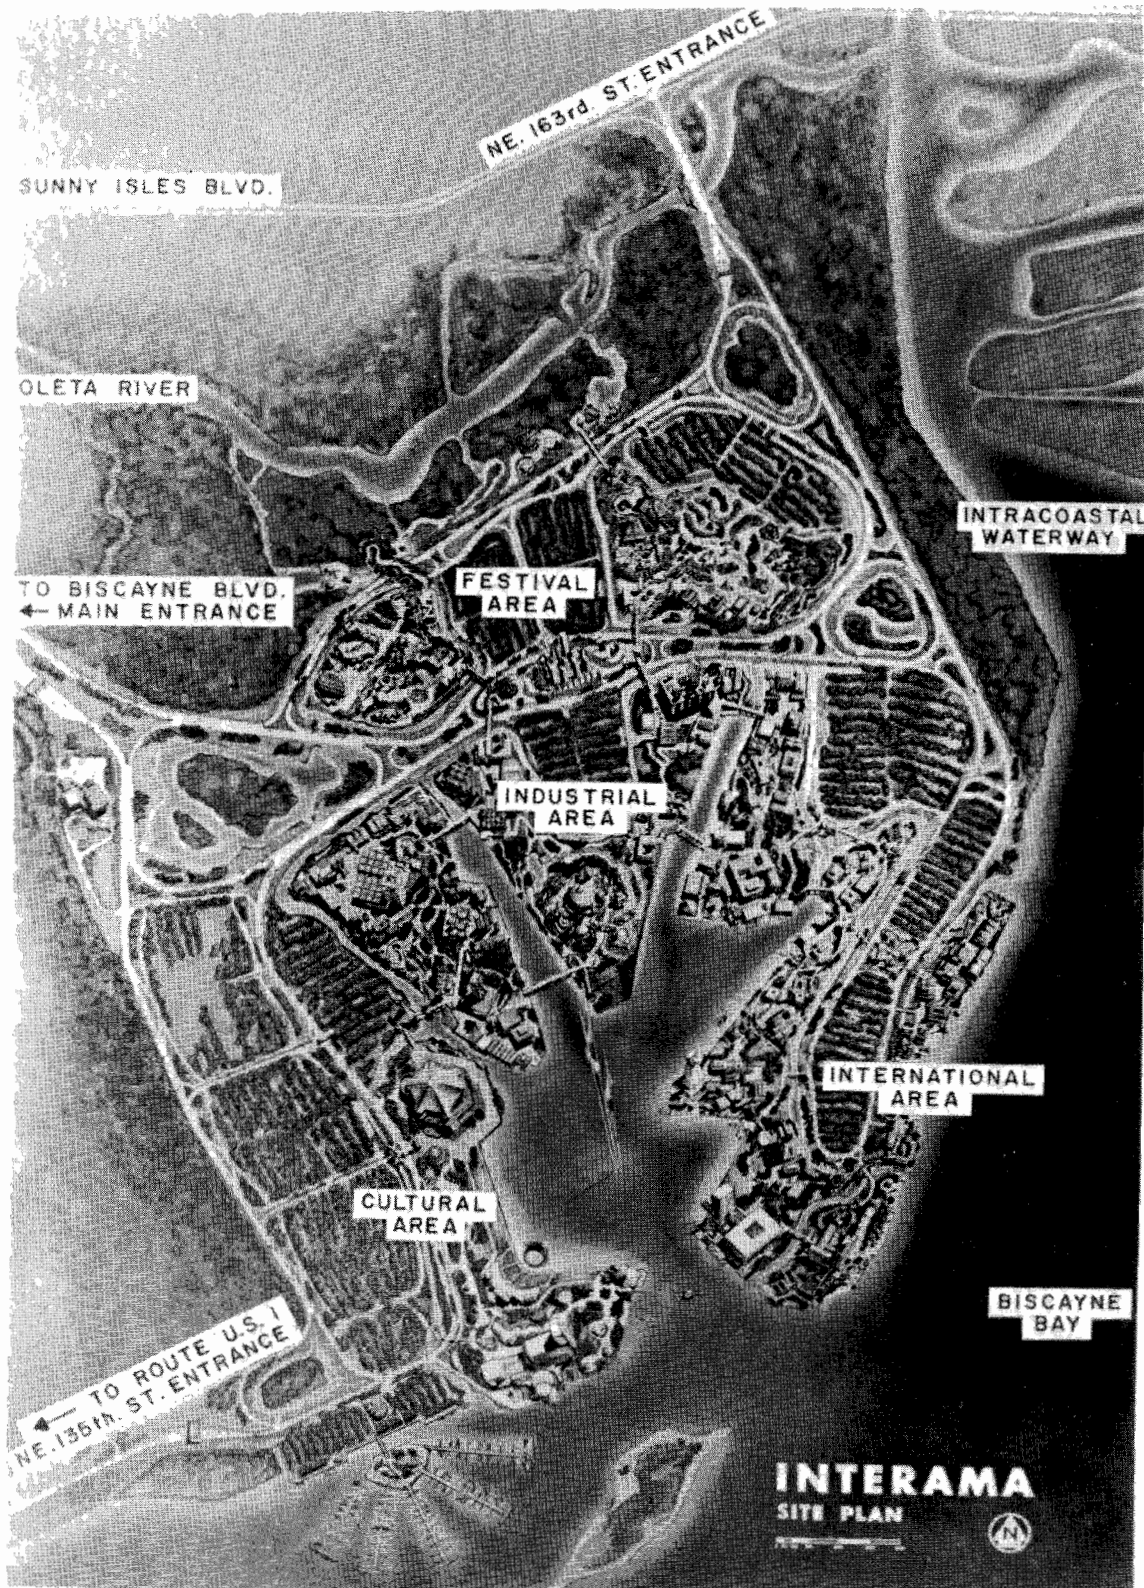 NE. 163rd. ST. ENTRANCE
SUNNY ISLES BLVD.
OLETA RIVER
INTRACOASTAL
WATERWAY
TO BISCAYNE BLVD.
← MAIN ENTRANCE
FESTIVAL
AREA
INDUSTRIAL
AREA
INTERNATIONAL
AREA
CULTURAL
AREA
BISCAYNE
BAY
← TO ROUTE U.S. 1
NE. 135th. ST. ENTRANCE
INTERAMA
SITE PLAN
N